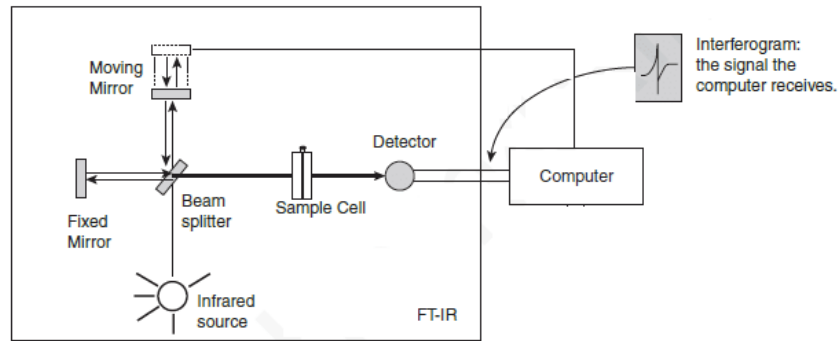 Moving
Mirror
Interferogram:
the signal the
computer receives.
Detector
Computer
Beam
splitter
Sample Cell
Fixed
Mirror
Infrared
source
FT-IR